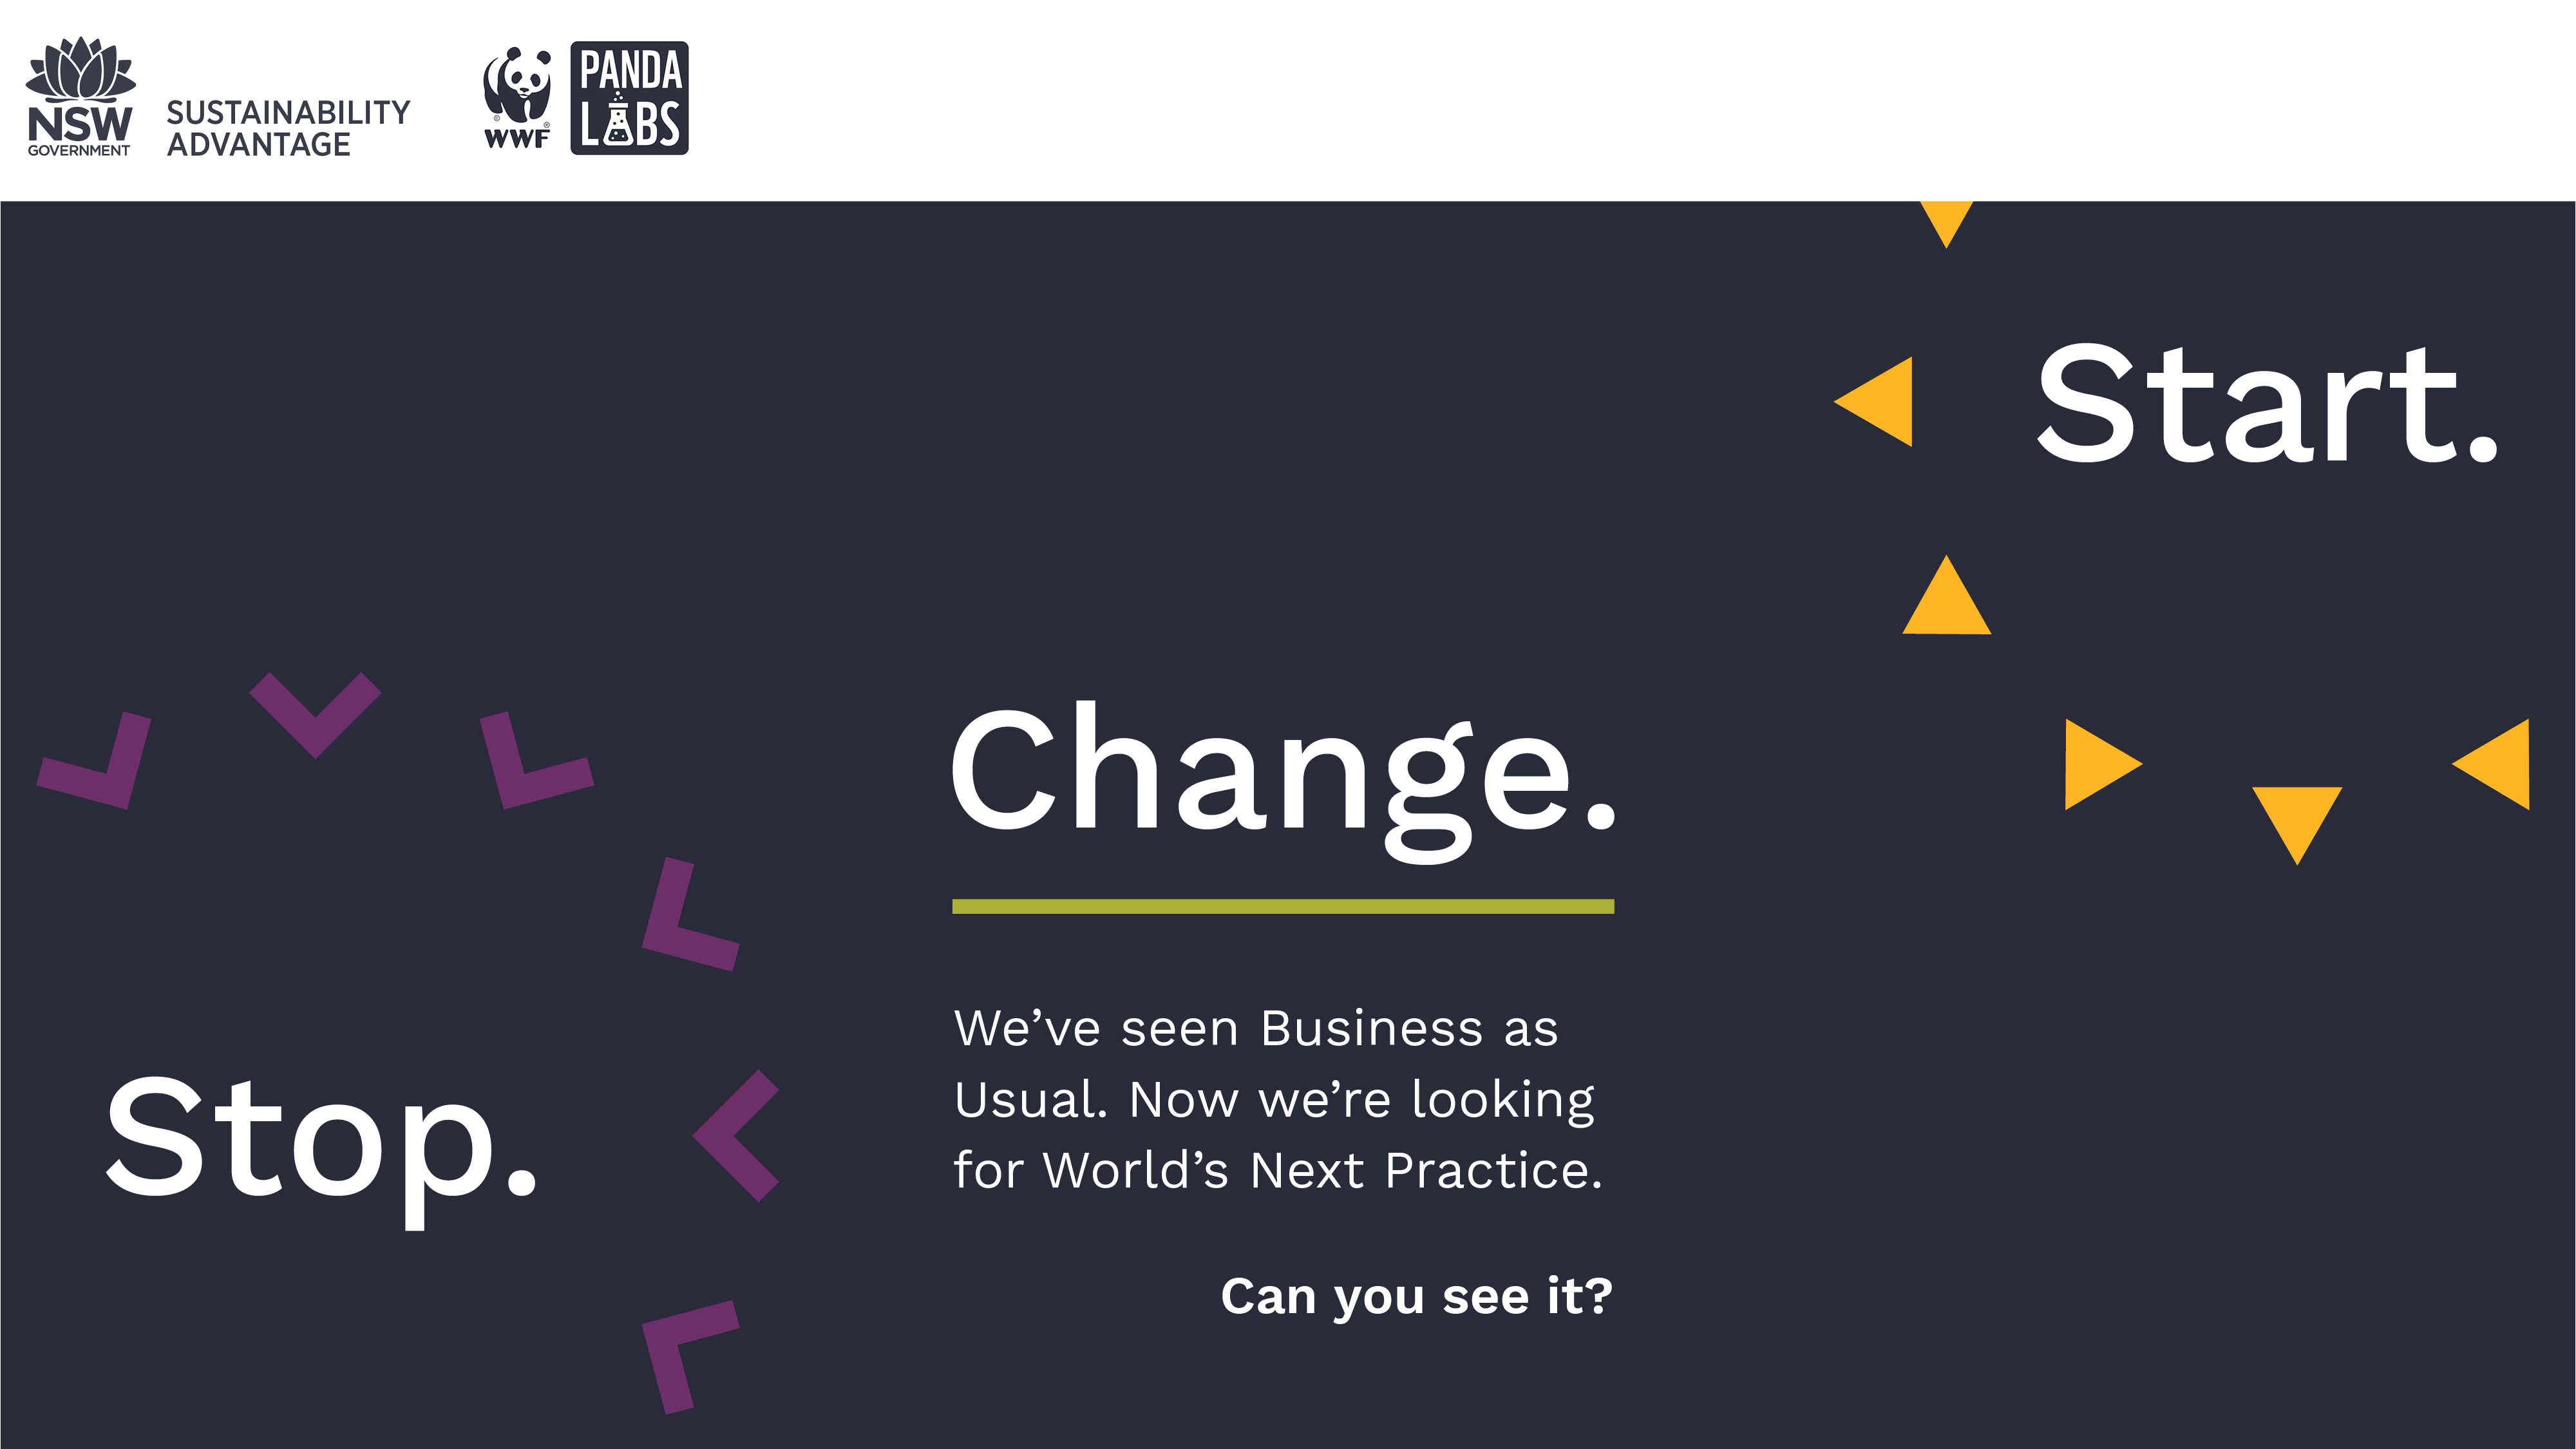 NSW
GOVERNMENT
SUSTAINABILITY
ADVANTAGE
© ®
WWF
PANDA
LABS
Start.
Change.
We’ve seen Business as
Usual. Now we’re looking
for World’s Next Practice.
Can you see it?
Stop.